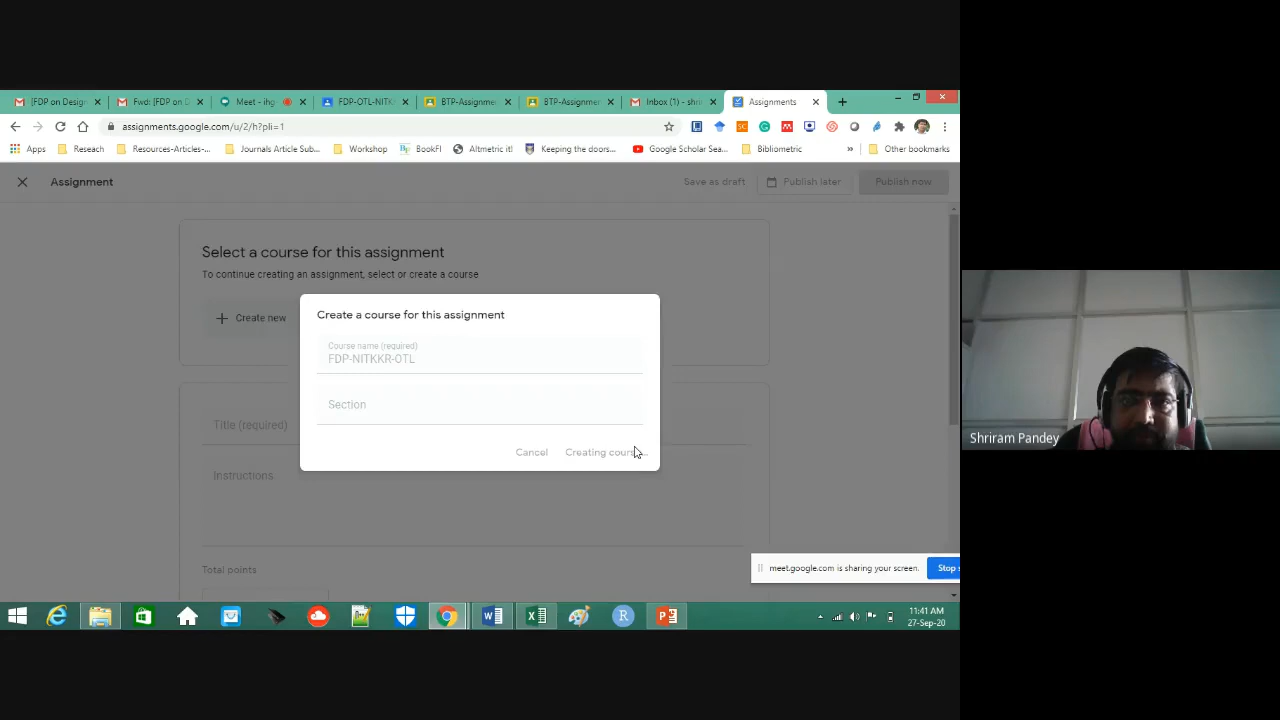 [FDP on Design
Fwd: [FDP on D
Meet - ihg
FDP-OTL-NITKK
BTP-Assignme
BTP-Assignme
Inbox (1) - shri
Assignments
assignments.google.com/u/2/h?pli=1
Apps
Reseach
Resources-Articles-...
Journals Article Sub...
Workshop
BookFI
Altmetric it!
Keeping the doors...
Google Scholar Sea...
Bibliometric
»
Other bookmarks
Assignment
Save as draft
Publish later
Publish now
Select a course for this assignment
To continue creating an assignment, select or create a course
Create new
Create a course for this assignment
Course name (required)
FDP-NITKKR-OTL
Section
Cancel
Creating cour
Title (required)
Instructions
Total points
meet.google.com is sharing your screen.
Stop s
11:41 AM
27-Sep-20
Shriram Pandey